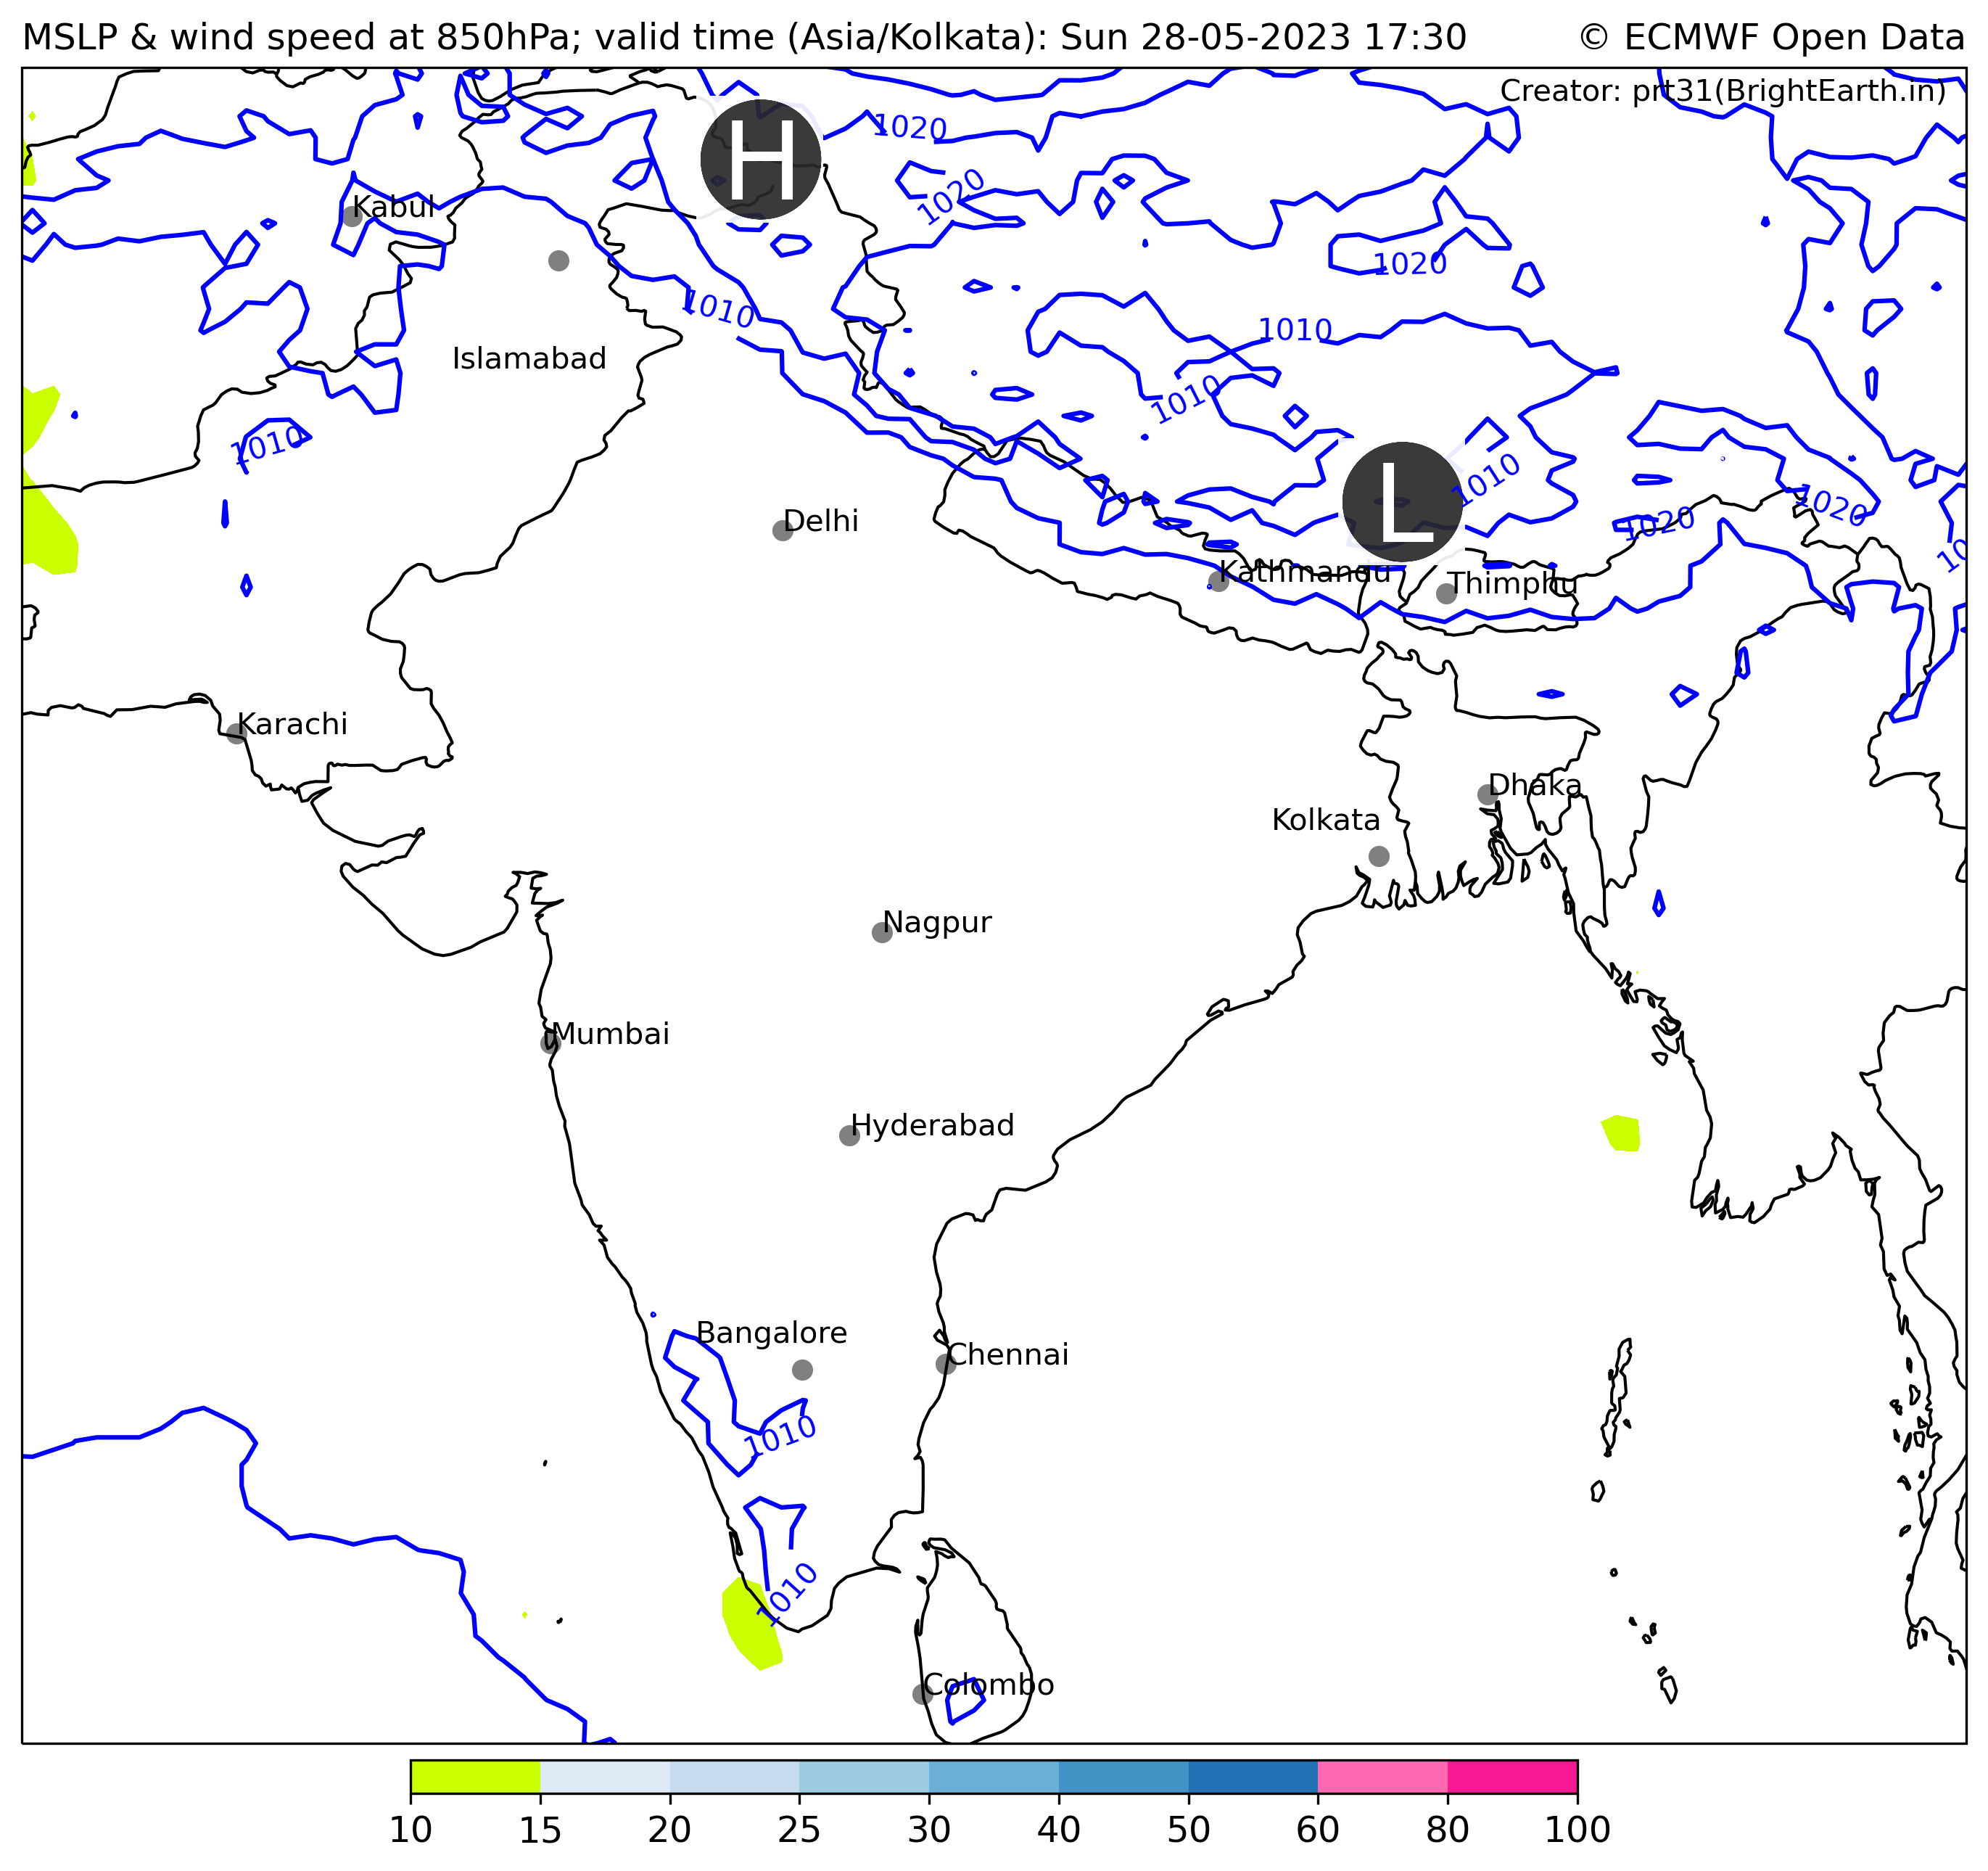 MSLP & wind speed at 850hPa; valid time (Asia/Kolkata): Sun 28-05-2023 17:30
© ECMWF Open Data
Creator: prt31(BrightEarth.in)
H
1020
1020
Kabul
1020
1010
1010
Islamabad
1010
1010
1010
1020
1020
L
Delhi
Kathmandu
Thimphu
Karachi
Dhaka
Kolkata
Nagpur
Mumbai
Hyderabad
Bangalore
Chennai
1010
1010
Colombo
10 15 20 25 30 40 50 60 80 100